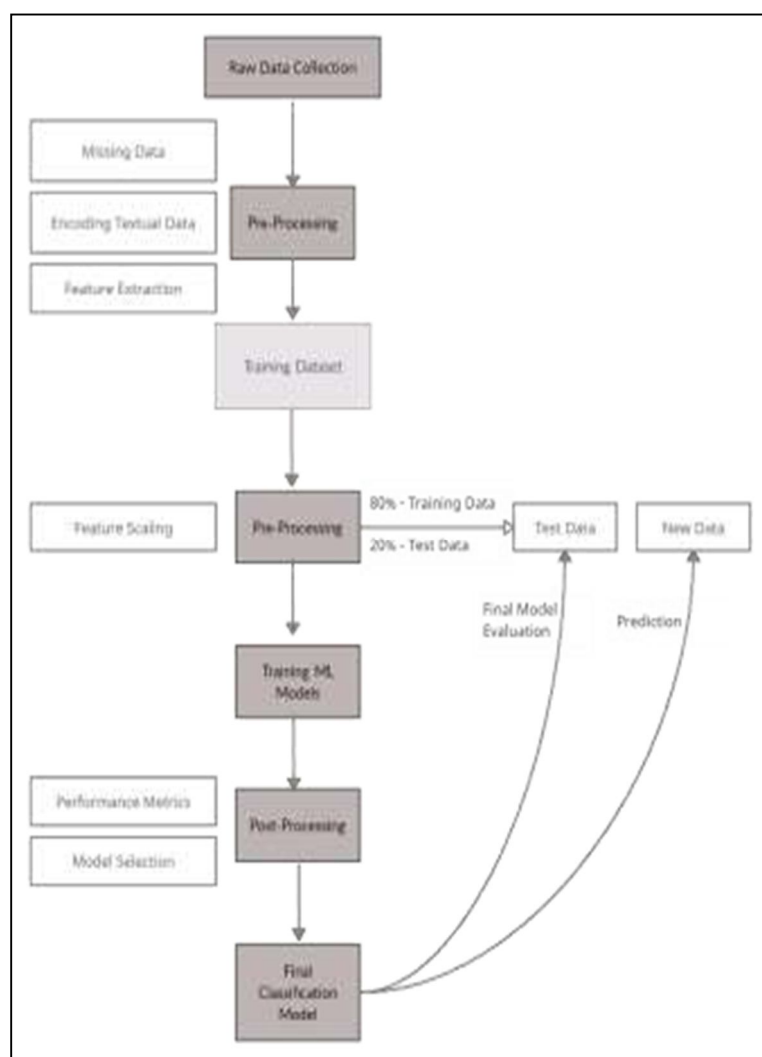 Raw Data Collection
Missing Data
Pre-Processing
Encoding Textual Data
Feature Extraction
Training Dataset
Feature Scaling
Pre-Processing
80% - Training Data
20% - Test Data
Test Data
New Data
Final Model
Evaluation
Prediction
Training ML
Models
Performance Metrics
Post-Processing
Model Selection
Final
Classification
Model